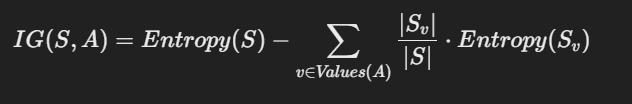 IG(S, A) = Entropy(S) − ∑_{v∈Values(A)} |S_v|/|S| · Entropy(S_v)